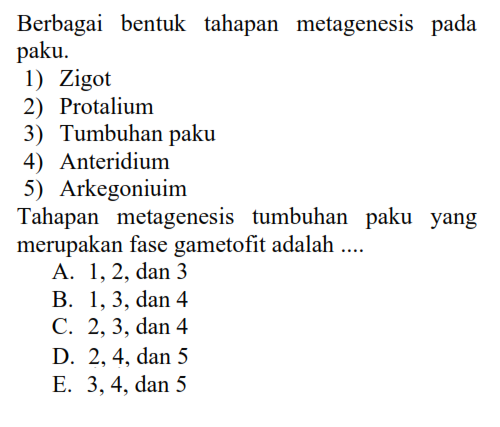 Berbagai bentuk tahapan metagenesis pada
paku.
1) Zigot
2) Protalium
3) Tumbuhan paku
4) Anteridium
5) Arkegoniuim
Tahapan metagenesis tumbuhan paku yang
merupakan fase gametofit adalah ....
A. 1, 2, dan 3
B. 1, 3, dan 4
C. 2, 3, dan 4
D. 2, 4, dan 5
E. 3, 4, dan 5